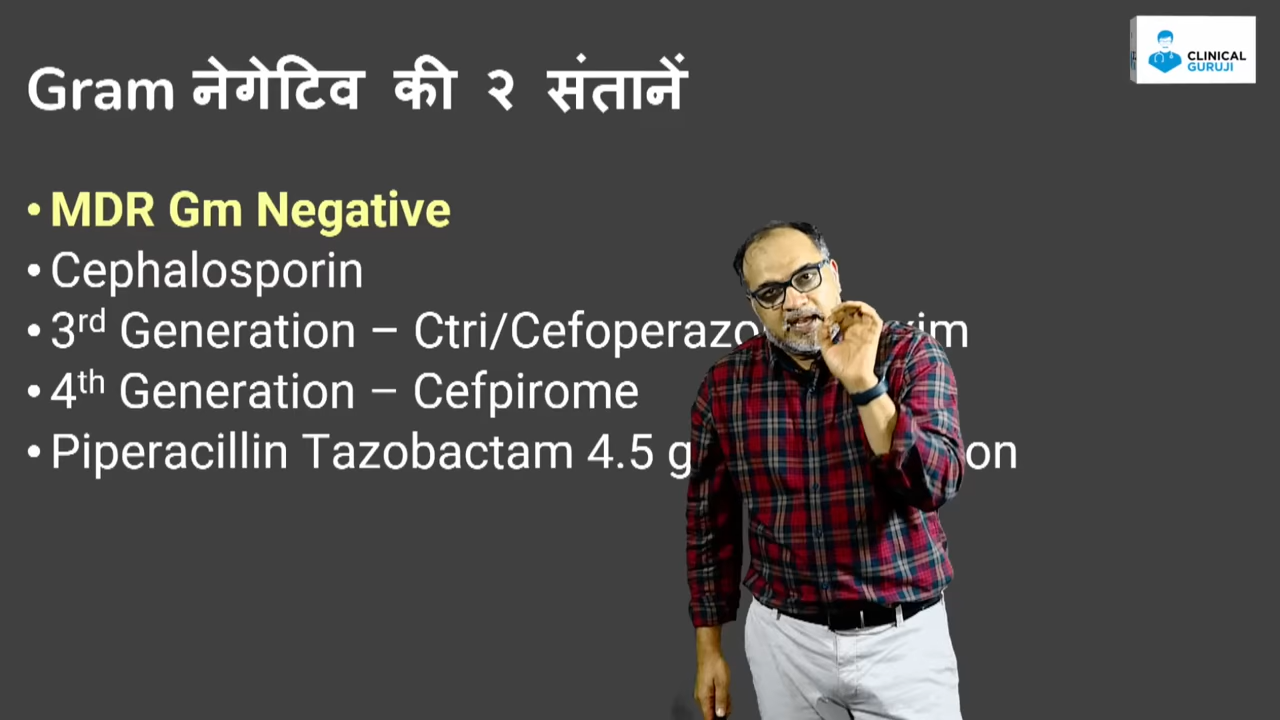 Gram नेगेटिव की २ संतानें
CLINICAL
GURUJI
• MDR Gm Negative
• Cephalosporin
• 3rd Generation – Ctri/Cefoperazo
• 4th Generation – Cefpirome
• Piperacillin Tazobactam 4.5 g